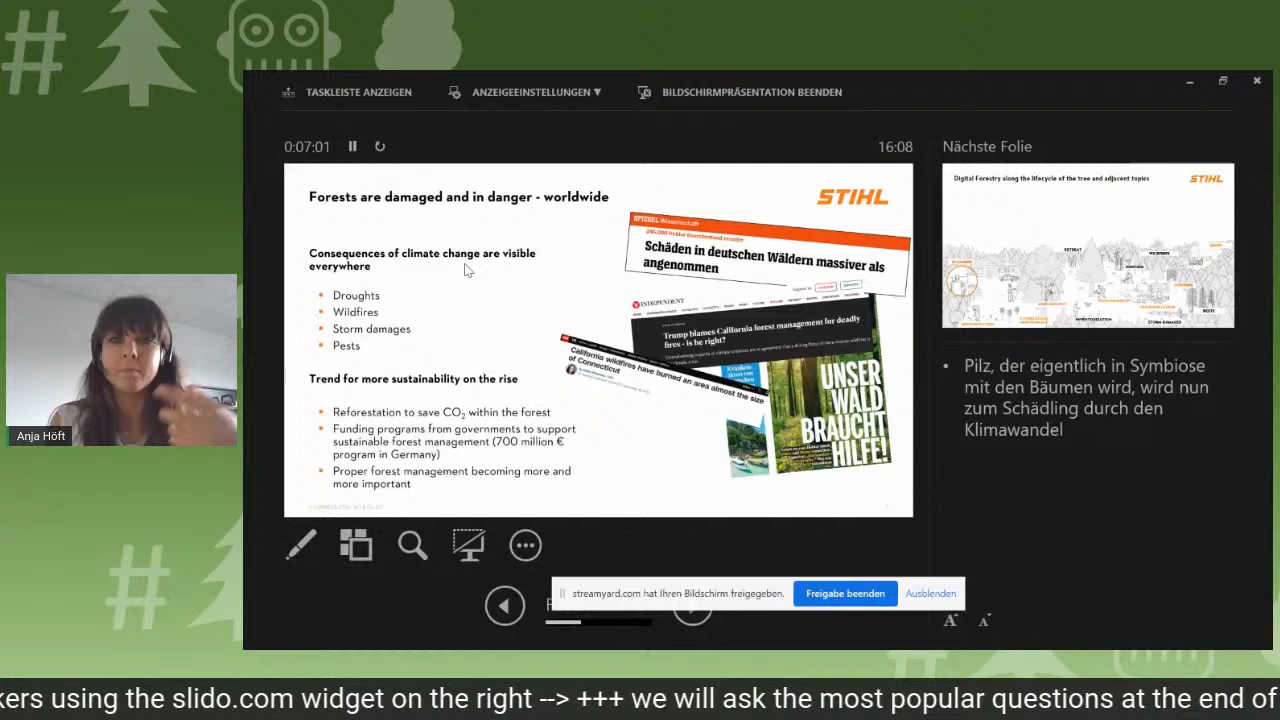 TASKLEISTE ANZEIGEN
ANZEIGEEINSTELLUNGEN ▼
BILDSCHIRMPRÄSENTATION BEENDEN
0:07:01
16:08
Nächste Folie
Forests are damaged and in danger - worldwide
STIHL
Consequences of climate change are visible
everywhere
Droughts
Wildfires
Storm damages
Pests
Trend for more sustainability on the rise
Reforestation to save CO2 within the forest
Funding programs from governments to support
sustainable forest management (700 million €
program in Germany)
Proper forest management becoming more and
more important
SPIEGEL Wissenschaft
Schäden in deutschen Wäldern massiver als
angenommen
INDEPENDENT
Trump blames California forest management for deadly
fires - is he right?
California wildfires have burned an area almost the size
of Connecticut
UNSER
WALD
BRAUCHT
HILFE!
Digital Forestry along the lifecycle of the tree and adjacent topics
STIHL
STORM DAMAGES
Pilz, der eigentlich in Symbiose
mit den Bäumen wird, wird nun
zum Schädling durch den
Klimawandel
Anja Höft
streamyard.com hat Ihren Bildschirm freigegeben.
Freigabe beenden
Ausblenden
kers using the slido.com widget on the right --> +++ we will ask the most popular questions at the end of